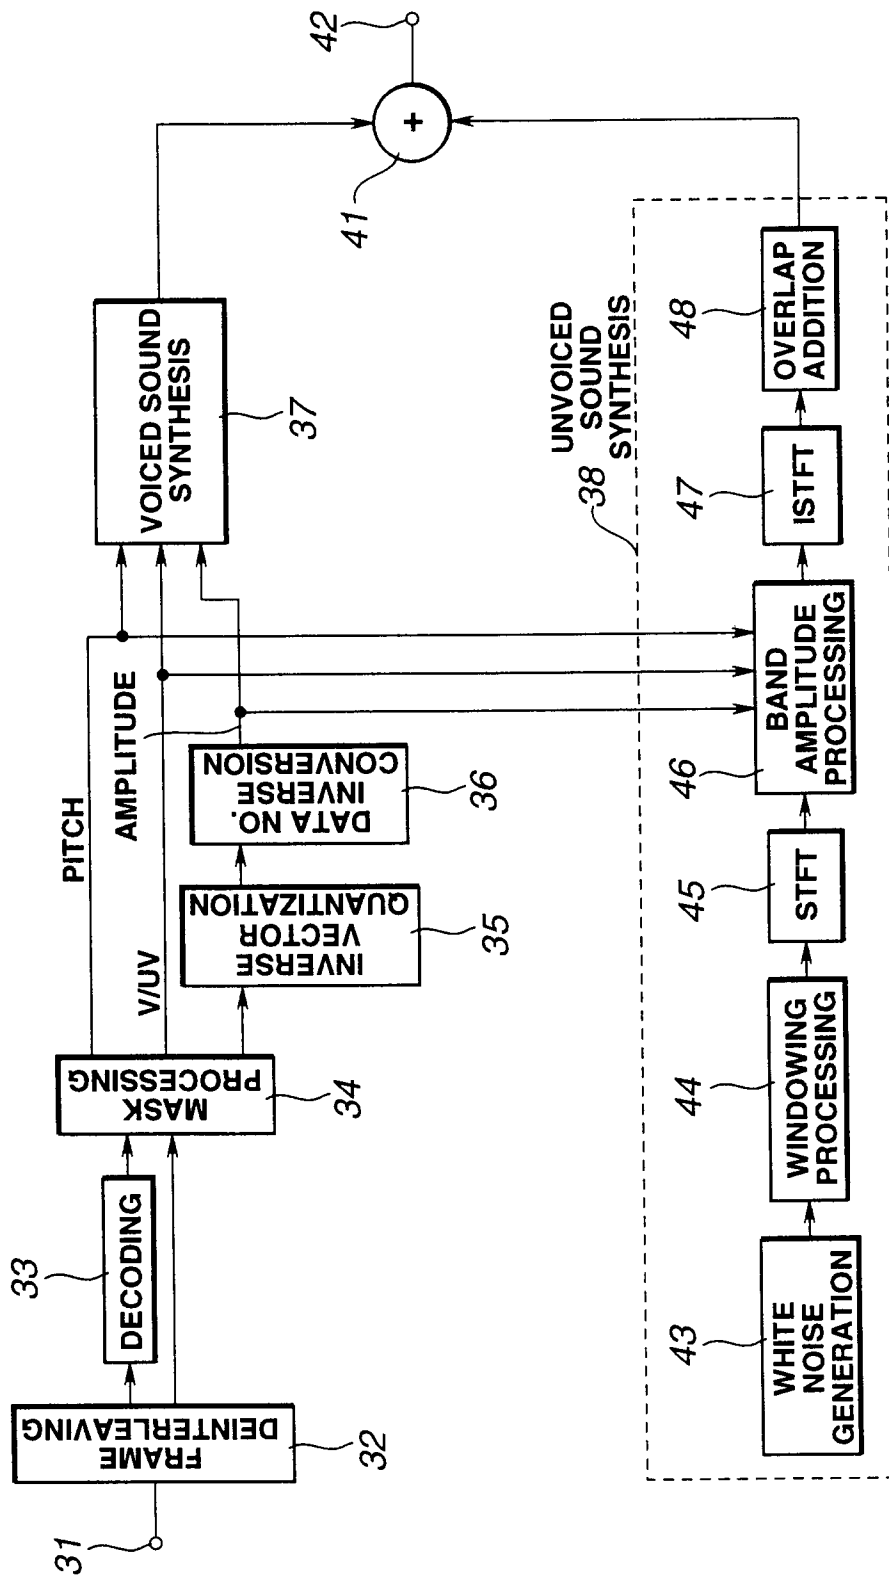 31
FRAME
DEINTERLEAVING
32
33
DECODING
MASK
PROCESSING
34
PITCH
V/UV
INVERSE
VECTOR
QUANTIZATION
35
AMPLITUDE
DATA NO.
INVERSE
CONVERSION
36
VOICED SOUND
SYNTHESIS
37
41
+
42
UNVOICED
SOUND
SYNTHESIS
38
43
WHITE
NOISE
GENERATION
44
WINDOWING
PROCESSING
45
STFT
46
BAND
AMPLITUDE
PROCESSING
47
ISTFT
48
OVERLAP
ADDITION